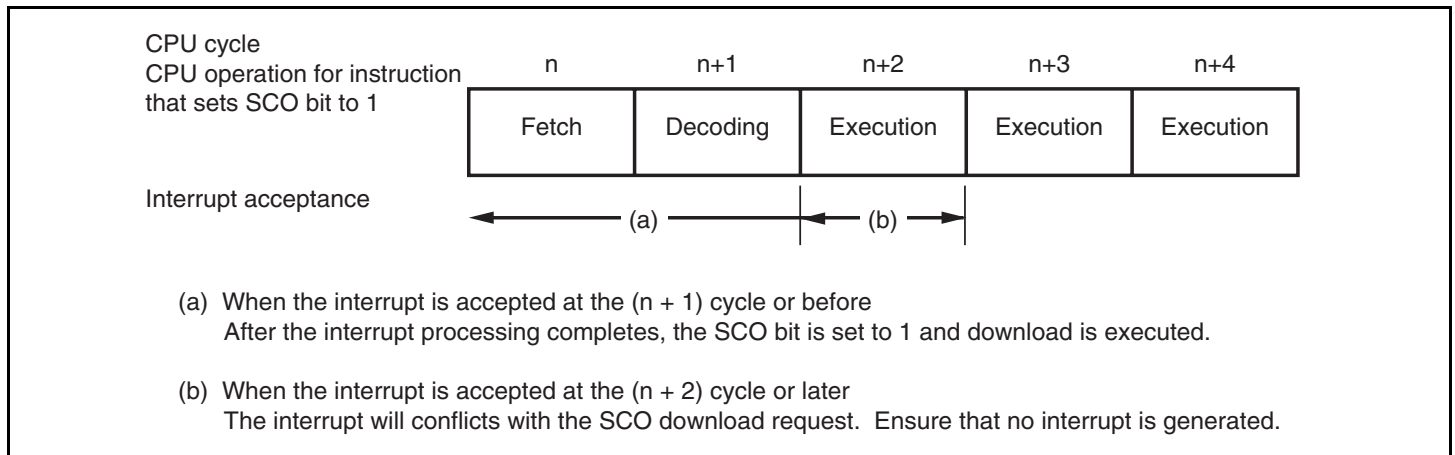 CPU cycle
CPU operation for instruction
that sets SCO bit to 1
n n+1 n+2 n+3 n+4
Fetch Decoding Execution Execution Execution
Interrupt acceptance
(a) (b)
(a) When the interrupt is accepted at the (n + 1) cycle or before
After the interrupt processing completes, the SCO bit is set to 1 and download is executed.
(b) When the interrupt is accepted at the (n + 2) cycle or later
The interrupt will conflicts with the SCO download request. Ensure that no interrupt is generated.